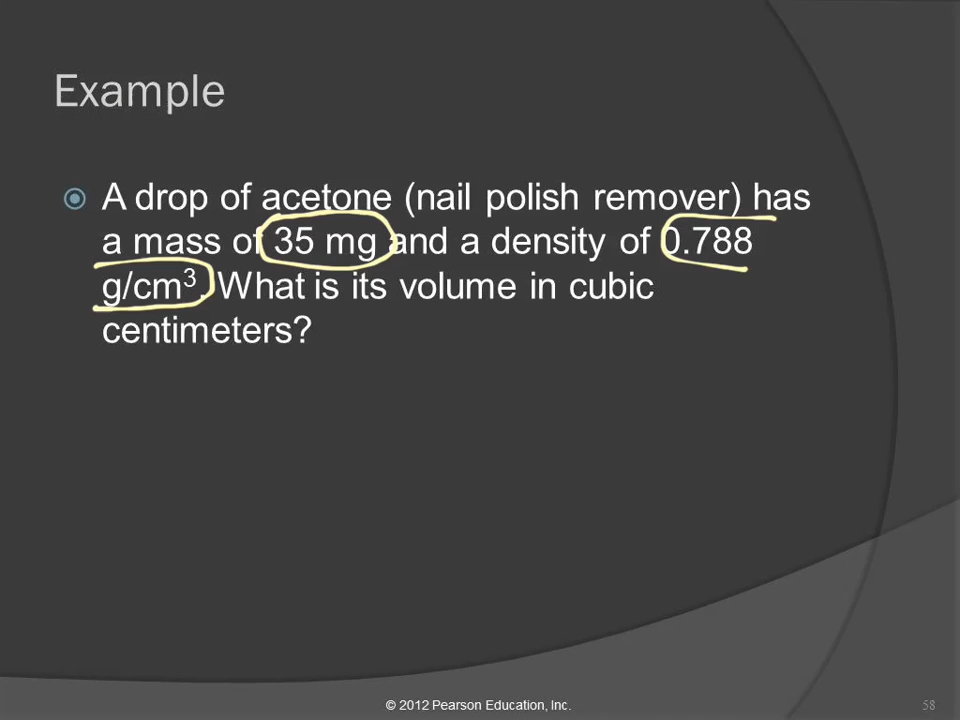 Example
A drop of acetone (nail polish remover) has
a mass of 35 mg and a density of 0.788
g/cm³. What is its volume in cubic
centimeters?
© 2012 Pearson Education, Inc.
58